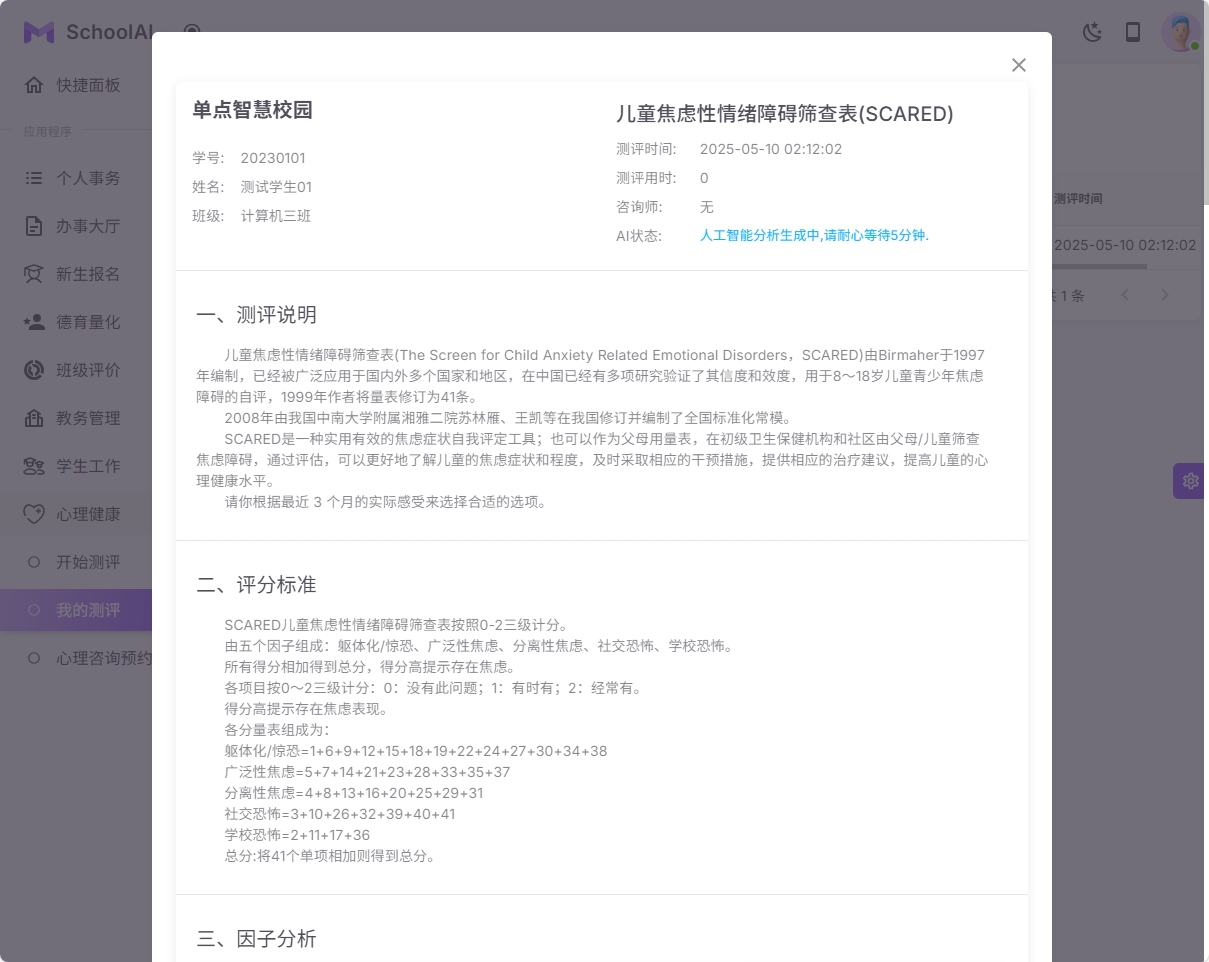 SchoolAI
快捷面板
应用程序
个人事务
办事大厅
新生报名
德育量化
班级评价
教务管理
学生工作
心理健康
开始测评
我的测评
心理咨询预约
单点智慧校园
学号: 20230101
姓名: 测试学生01
班级: 计算机三班
儿童焦虑性情绪障碍筛查表(SCARED)
测评时间: 2025-05-10 02:12:02
测评用时: 0
咨询师: 无
AI状态: 人工智能分析生成中,请耐心等待5分钟.
一、测评说明
儿童焦虑性情绪障碍筛查表(The Screen for Child Anxiety Related Emotional Disorders，SCARED)由Birmaher于1997
年编制，已经被广泛应用于国内外多个国家和地区，在中国已经有多项研究验证了其信度和效度，用于8～18岁儿童青少年焦虑
障碍的自评，1999年作者将量表修订为41条。
2008年由我国中南大学附属湘雅二院苏林雁、王凯等在我国修订并编制了全国标准化常模。
SCARED是一种实用有效的焦虑症状自我评定工具；也可以作为父母用量表，在初级卫生保健机构和社区由父母/儿童筛查
焦虑障碍，通过评估，可以更好地了解儿童的焦虑症状和程度，及时采取相应的干预措施，提供相应的治疗建议，提高儿童的心
理健康水平。
请你根据最近 3 个月的实际感受来选择合适的选项。
二、评分标准
SCARED儿童焦虑性情绪障碍筛查表按照0-2三级计分。
由五个因子组成：躯体化/惊恐、广泛性焦虑、分离性焦虑、社交恐怖、学校恐怖。
所有得分相加得到总分，得分高提示存在焦虑。
各项目按0～2三级计分：0：没有此问题；1：有时有；2：经常有。
得分高提示存在焦虑表现。
各分量表组成为：
躯体化/惊恐=1+6+9+12+15+18+19+22+24+27+30+34+38
广泛性焦虑=5+7+14+21+23+28+33+35+37
分离性焦虑=4+8+13+16+20+25+29+31
社交恐怖=3+10+26+32+39+40+41
学校恐怖=2+11+17+36
总分:将41个单项相加则得到总分。
三、因子分析
测评时间
2025-05-10 02:12:02
共 1 条